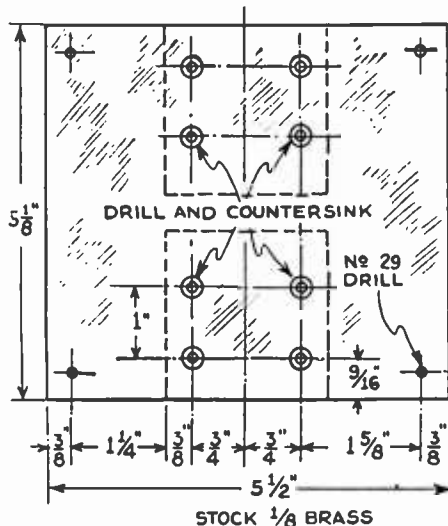 5 1/8"
DRILL AND COUNTERSINK
Nº 29
DRILL
1"
9/16"
3/8" 1 1/4" 3/8" 3/4" 3/4" 1 5/8" 3/8"
5 1/2"
STOCK 1/8 BRASS